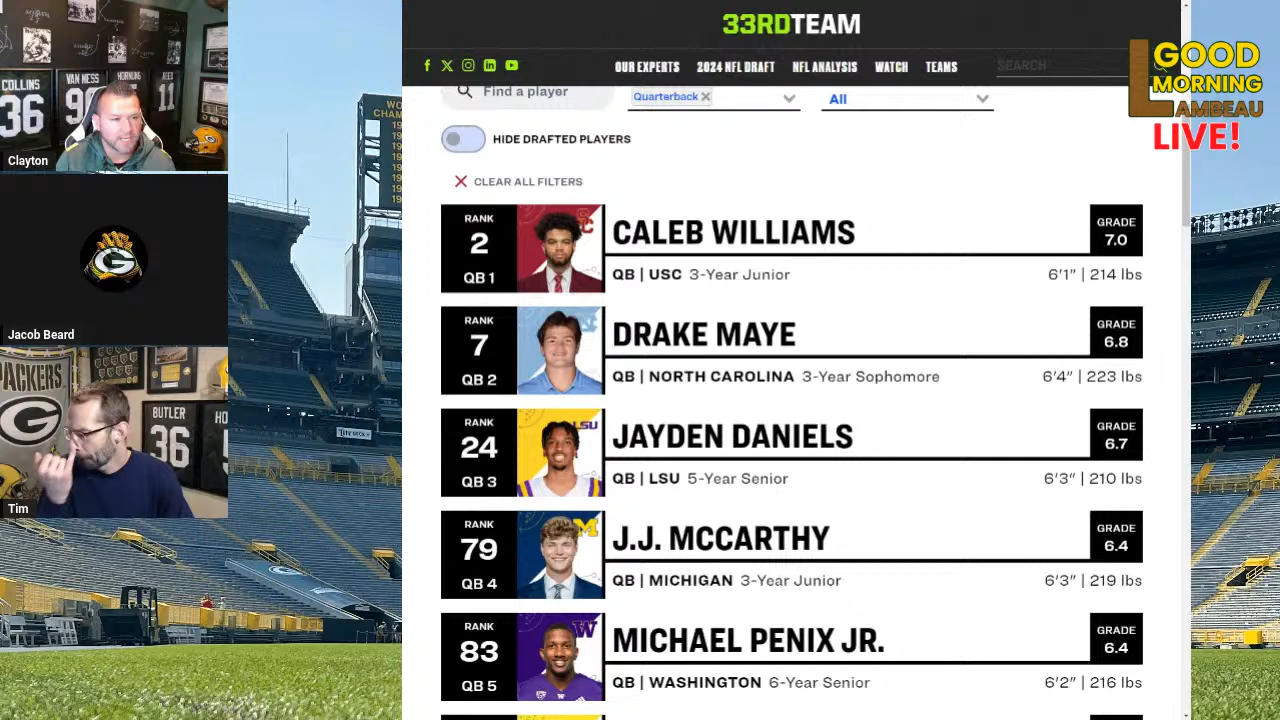 33RDTEAM
OUR EXPERTS 2024 NFL DRAFT NFL ANALYSIS WATCH TEAMS SEARCH
GOOD
MORNING
LAMBEAU
LIVE!
COLLINS
36
VAN NESS
90
11
Clayton
G
Jacob Beard
PACKERS
G
BUTLER
36
Tim
Find a player
Quarterback
All
HIDE DRAFTED PLAYERS
CLEAR ALL FILTERS
RANK
2
QB 1
CALEB WILLIAMS
GRADE
7.0
QB | USC 3-Year Junior
6'1" | 214 lbs
RANK
7
QB 2
DRAKE MAYE
GRADE
6.8
QB | NORTH CAROLINA 3-Year Sophomore
6'4" | 223 lbs
RANK
24
QB 3
LSU
JAYDEN DANIELS
GRADE
6.7
QB | LSU 5-Year Senior
6'3" | 210 lbs
RANK
79
QB 4
M
J.J. MCCARTHY
GRADE
6.4
QB | MICHIGAN 3-Year Junior
6'3" | 219 lbs
RANK
83
QB 5
W
MICHAEL PENIX JR.
GRADE
6.4
QB | WASHINGTON 6-Year Senior
6'2" | 216 lbs